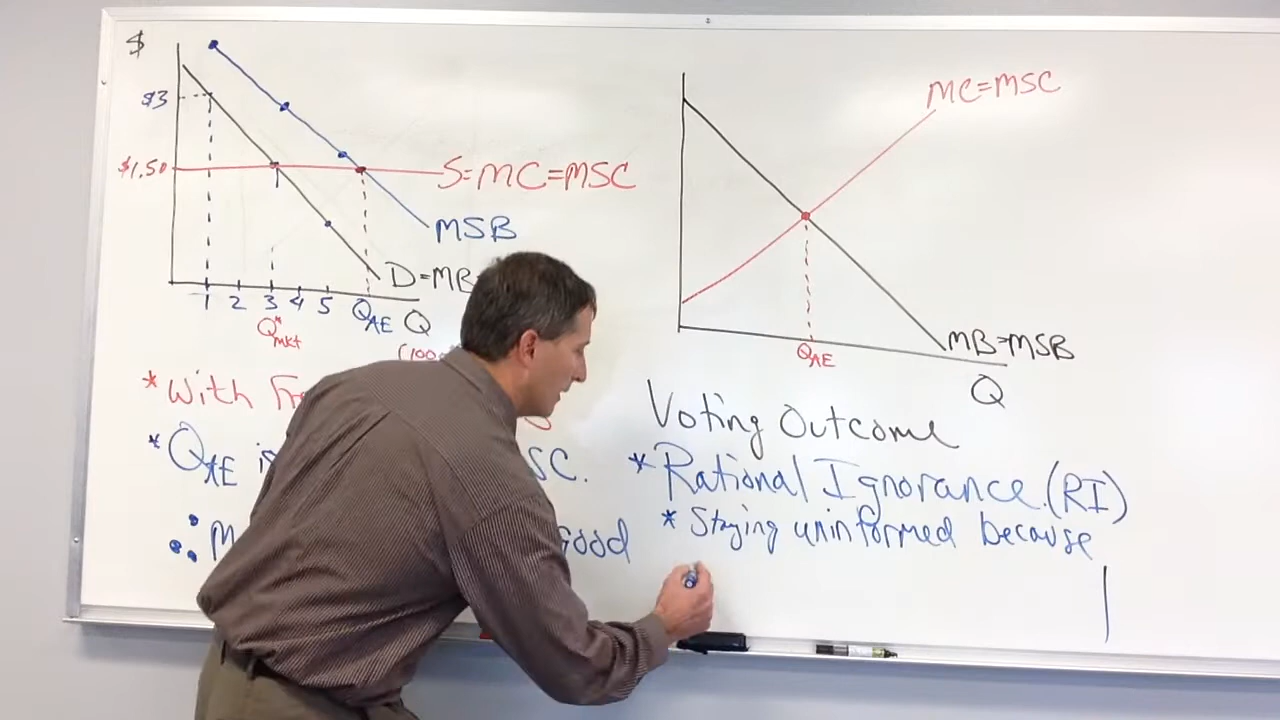 $
$3
$1.50
S=MC=MSC
MSB
D=MB
1 2 3 4 5 QAE Q
Q*mkt
(100
* With
* QAE is SC.
∴ M Good
MC=MSC
MB=MSB
QAE
Q
Voting Outcome
* Rational Ignorance (RI)
* Staying uninformed because